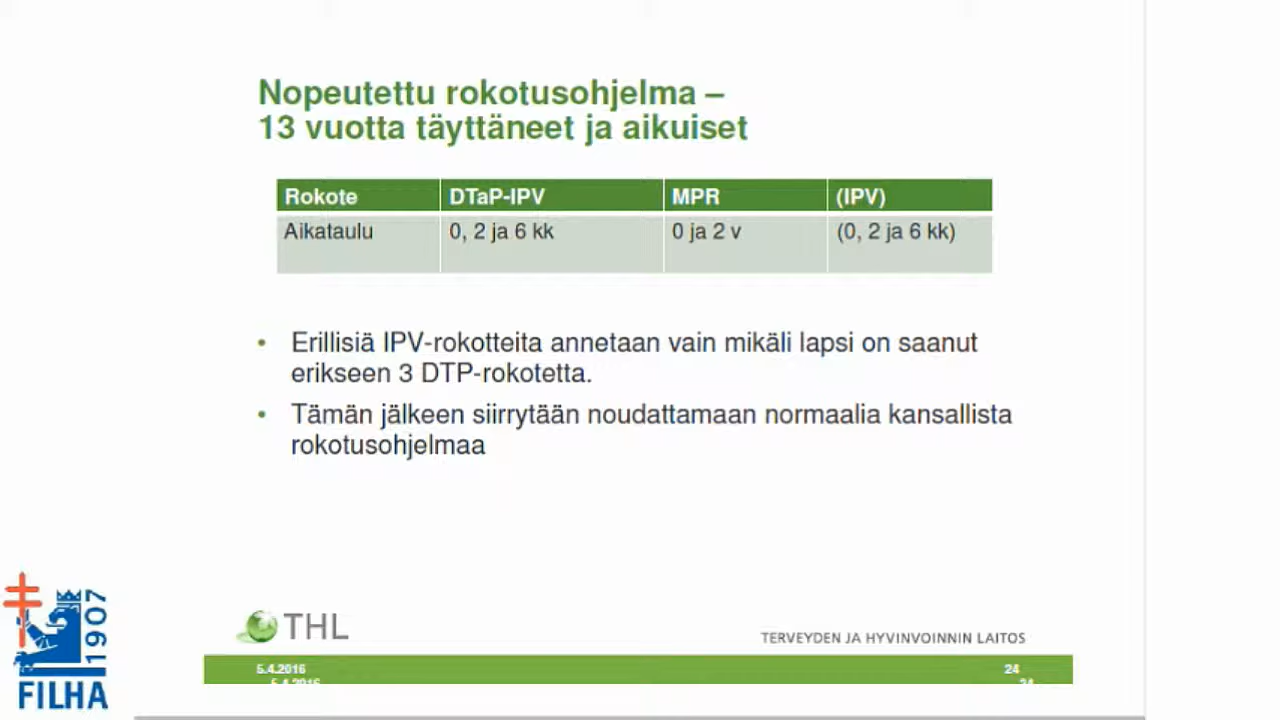 Nopeutettu rokotusohjelma –
13 vuotta täyttäneet ja aikuiset
Rokote DTaP-IPV MPR (IPV)
Aikataulu 0, 2 ja 6 kk 0 ja 2 v (0, 2 ja 6 kk)
• Erillisiä IPV-rokotteita annetaan vain mikäli lapsi on saanut
erikseen 3 DTP-rokotetta.
• Tämän jälkeen siirrytään noudattamaan normaalia kansallista
rokotusohjelmaa
1907
FILHA
THL
TERVEYDEN JA HYVINVOINNIN LAITOS
5.4.2016 24
5.4.2016 24